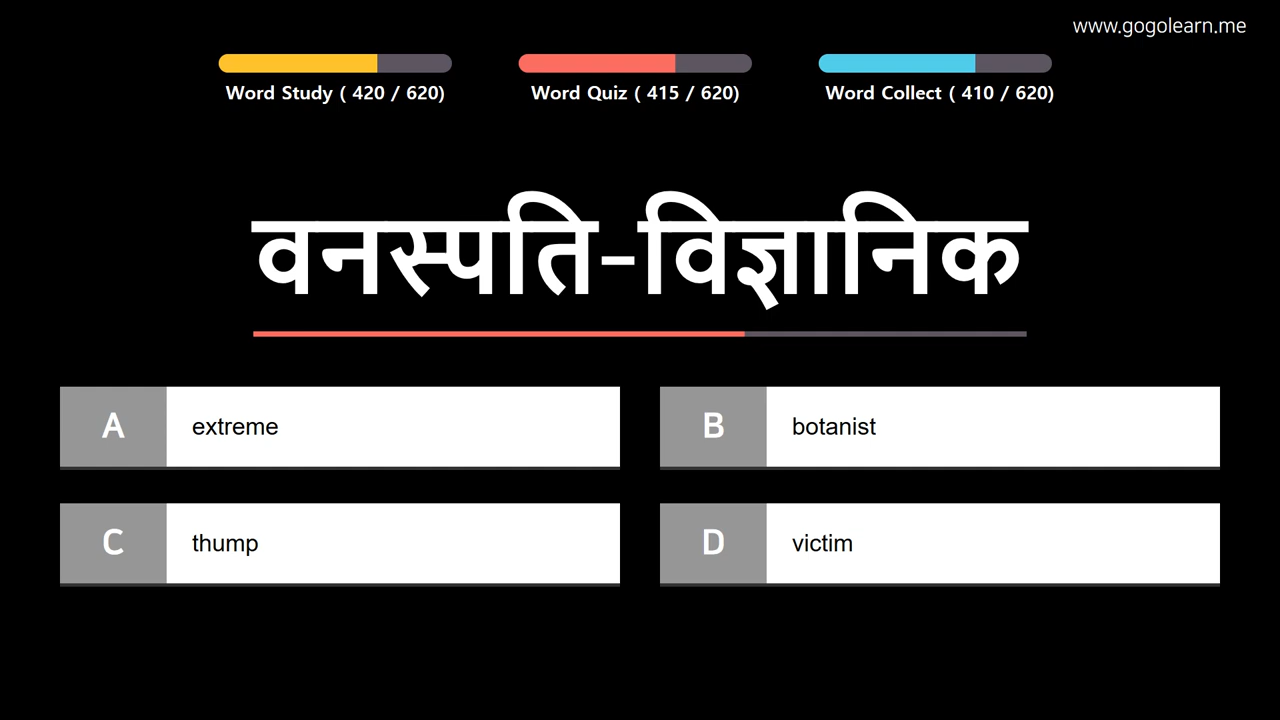 www.gogolearn.me
Word Study ( 420 / 620)
Word Quiz ( 415 / 620)
Word Collect ( 410 / 620)
वनस्पति-विज्ञानिक
A extreme
B botanist
C thump
D victim